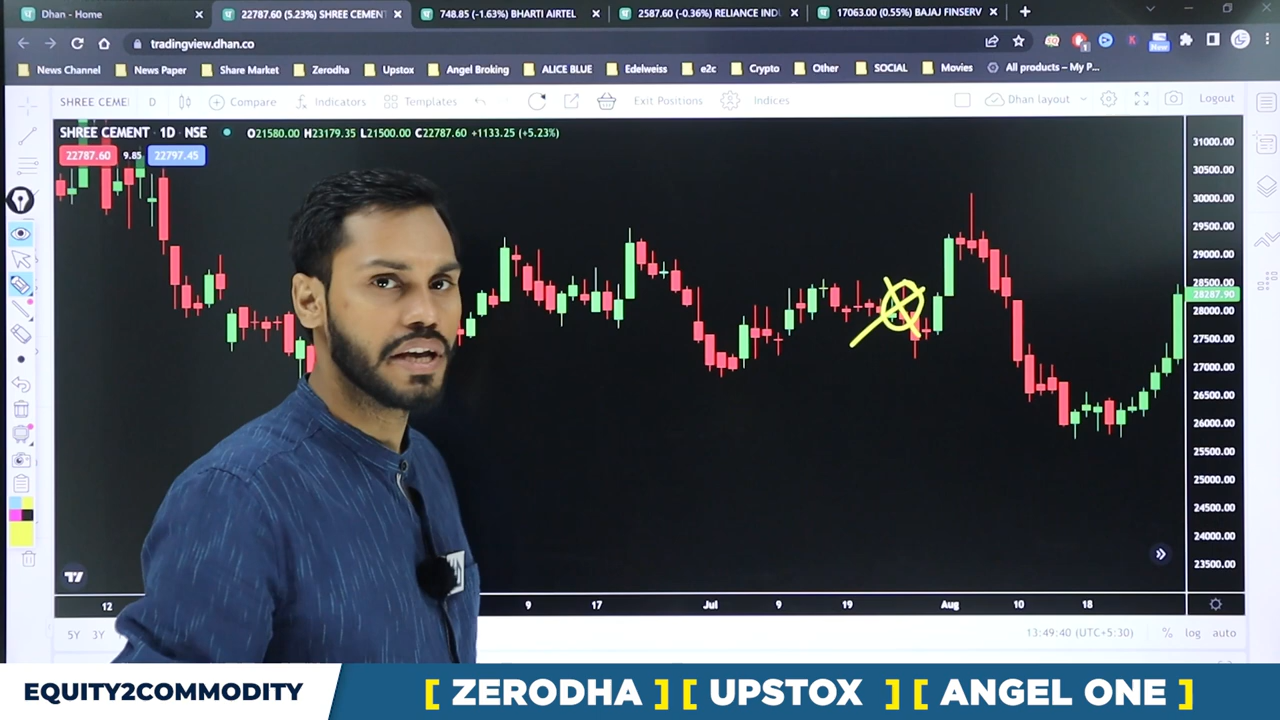 Dhan - Home
22787.60 (5.23%) SHREE CEMENT
748.85 (-1.63%) BHARTI AIRTEL
2587.60 (-0.36%) RELIANCE IND
17063.00 (0.55%) BAJAJ FINSERV
tradingview.dhan.co
News Channel
News Paper
Share Market
Zerodha
Upstox
Angel Broking
ALICE BLUE
Edelweiss
e2c
Crypto
Other
SOCIAL
Movies
All products – My P...
New
SHREE CEME
D
Compare
Indicators
Templates
Exit Positions
Indices
Dhan layout
Logout
SHREE CEMENT · 1D · NSE
O21580.00 H23179.35 L21500.00 C22787.60 +1133.25 (+5.23%)
22787.60 9.85 22797.45
31000.00
30500.00
30000.00
29500.00
29000.00
28500.00
28287.90
28000.00
27500.00
27000.00
26500.00
26000.00
25500.00
25000.00
24500.00
24000.00
23500.00
12 9 17 Jul 9 19 Aug 10 18
5Y 3Y
13:49:40 (UTC+5:30) % log auto
EQUITY2COMMODITY
[ ZERODHA ] [ UPSTOX ] [ ANGEL ONE ]